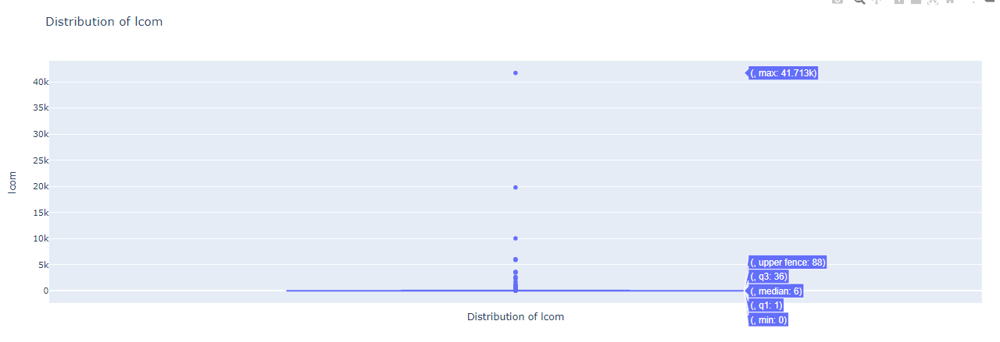 Distribution of lcom
40k
35k
30k
25k
20k
15k
10k
5k
0
lcom
(, max: 41.713k)
(, upper fence: 88)
(, q3: 36)
(, median: 6)
(, q1: 1)
(, min: 0)
Distribution of lcom